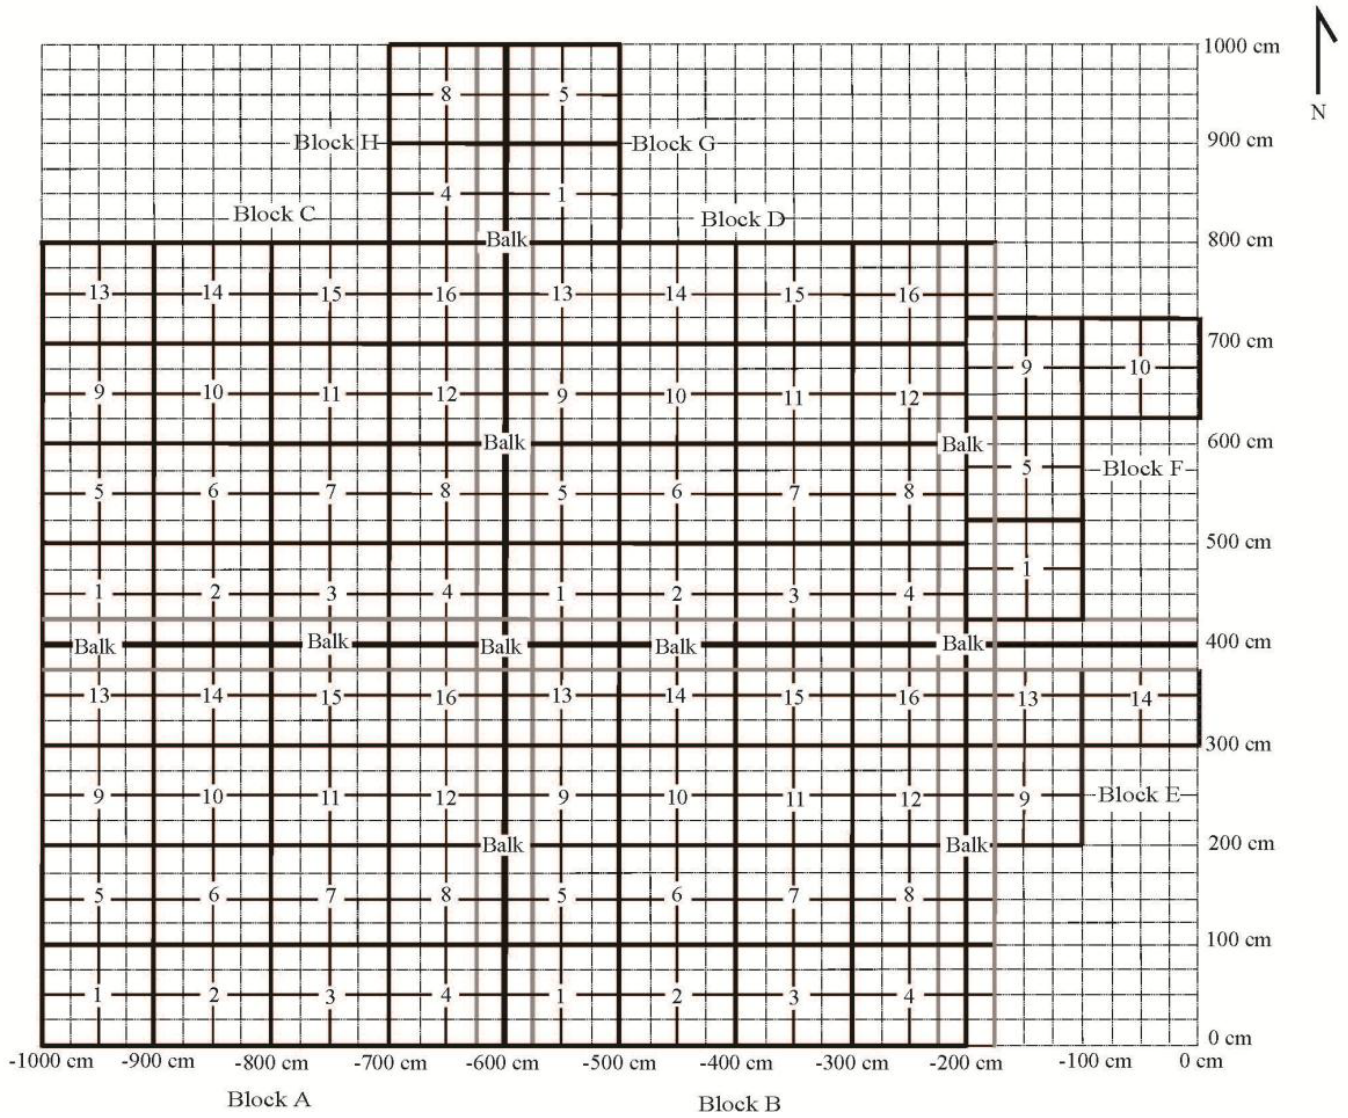 1000 cm
N
8 5
Block H 900 cm
Block G
4 1
Block C Block D
Balk 800 cm
13 14 15 16 13 14 15 16
700 cm
9 10
9 10 11 12 9 10 11 12
Balk Balk 600 cm
5 Block F
5 6 7 8 5 6 7 8
500 cm
1
1 2 3 4 1 2 3 4
Balk Balk Balk Balk Balk 400 cm
13 14 15 16 13 14 15 16 13 14
300 cm
9 10 11 12 9 10 11 12 9 Block E
Balk Balk 200 cm
5 6 7 8 5 6 7 8
100 cm
1 2 3 4 1 2 3 4
0 cm
-1000 cm -900 cm -800 cm -700 cm -600 cm -500 cm -400 cm -300 cm -200 cm -100 cm 0 cm
Block A Block B